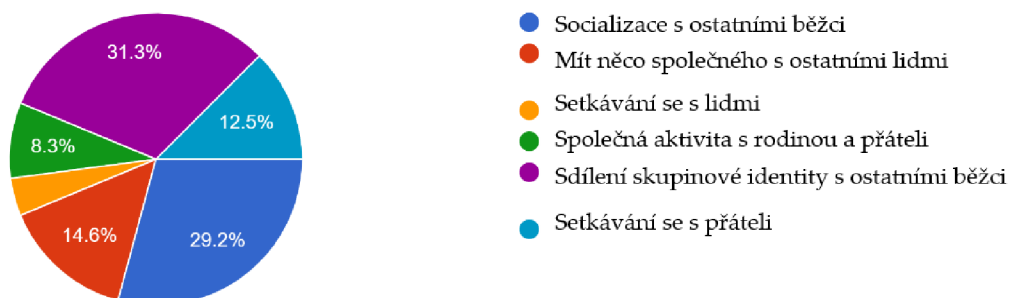 31.3%
12.5%
8.3%
14.6%
29.2%
Socializace s ostatními běžci
Mít něco společného s ostatními lidmi
Setkávání se s lidmi
Společná aktivita s rodinou a přáteli
Sdílení skupinové identity s ostatními běžci
Setkávání se s přáteli